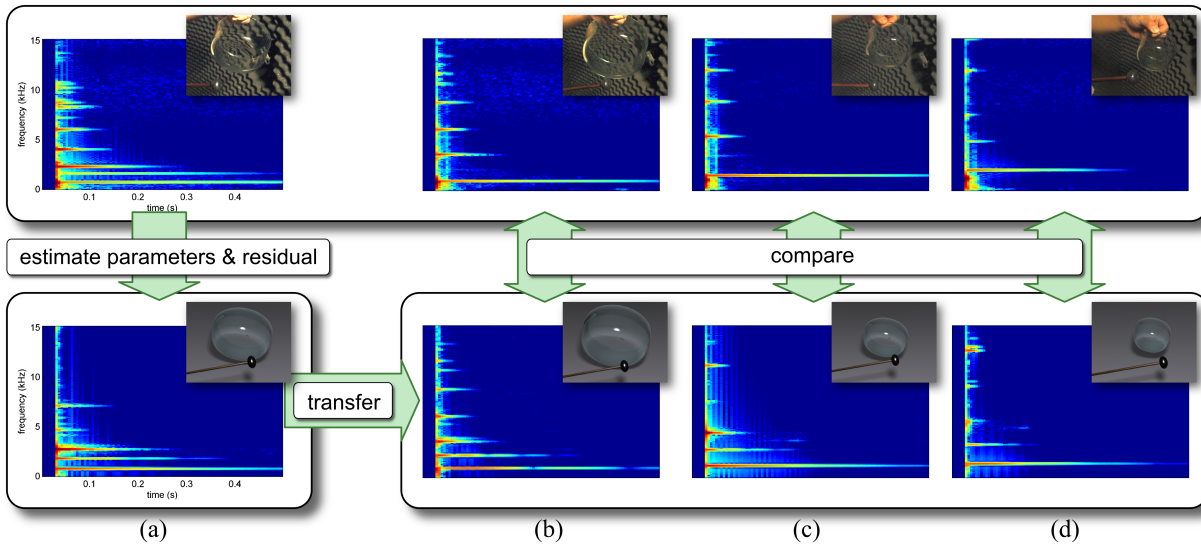 15
10
5
0
frequency (kHz)
0.1 0.2 0.3 0.4
time (s)
estimate parameters & residual
compare
15
10
5
0
frequency (kHz)
0.1 0.2 0.3 0.4
time (s)
transfer
(a) (b) (c) (d)